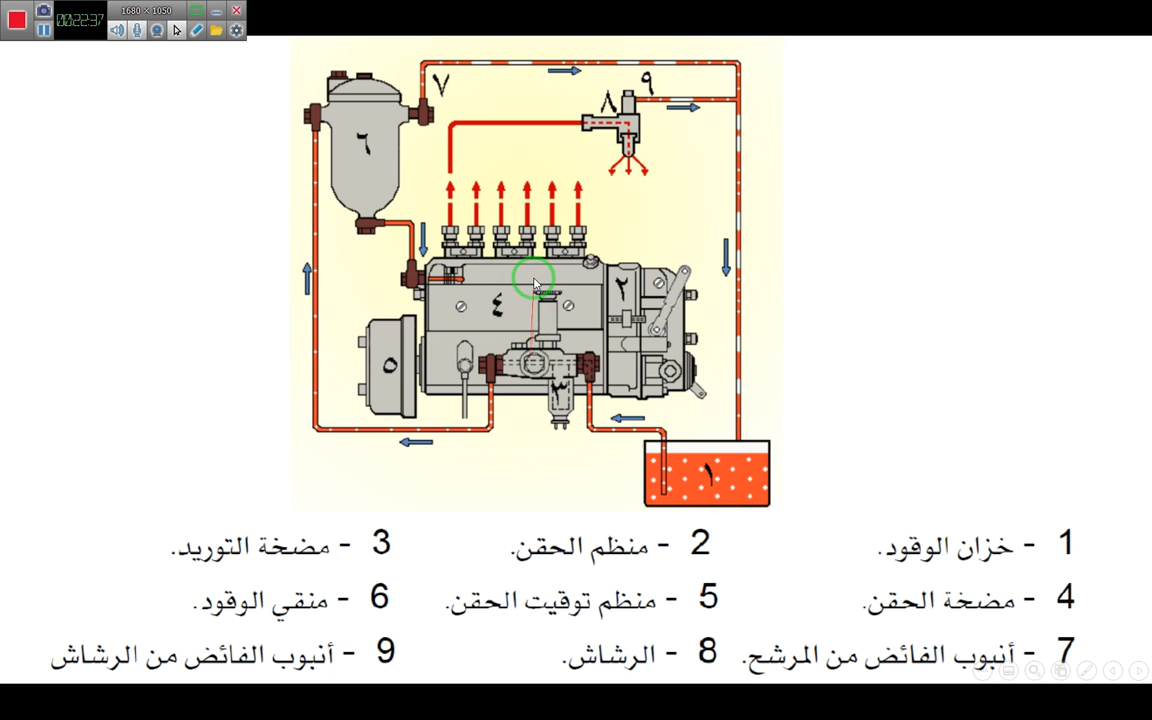 00:22:37
1680 × 1050
٧
٩
٨
٦
٢
٤
٥
٣
١
1 - خزان الوقود. 2 - منظم الحقن. 3 - مضخة التوريد.
4 - مضخة الحقن. 5 - منظم توقيت الحقن. 6 - منقي الوقود.
7 - أنبوب الفائض من المرشح. 8 - الرشاش. 9 - أنبوب الفائض من الرشاش